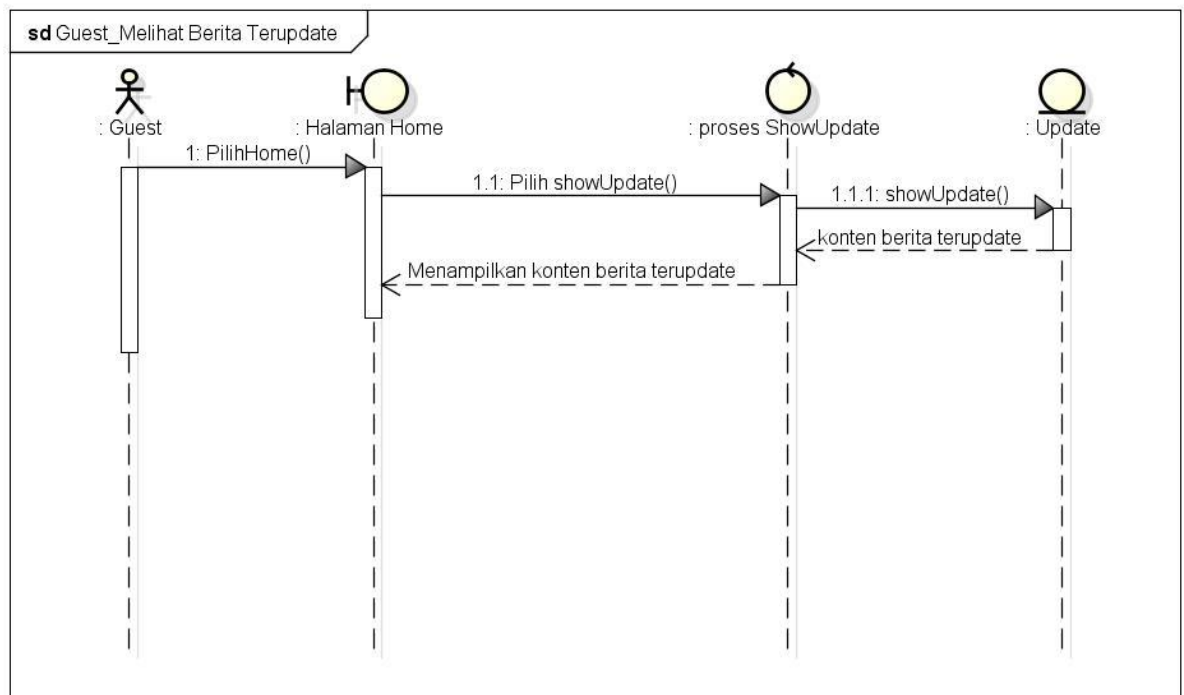 sd Guest_Melihat Berita Terupdate
: Guest
: Halaman Home
: proses ShowUpdate
: Update
1: PilihHome()
1.1: Pilih showUpdate()
1.1.1: showUpdate()
konten berita terupdate
Menampilkan konten berita terupdate